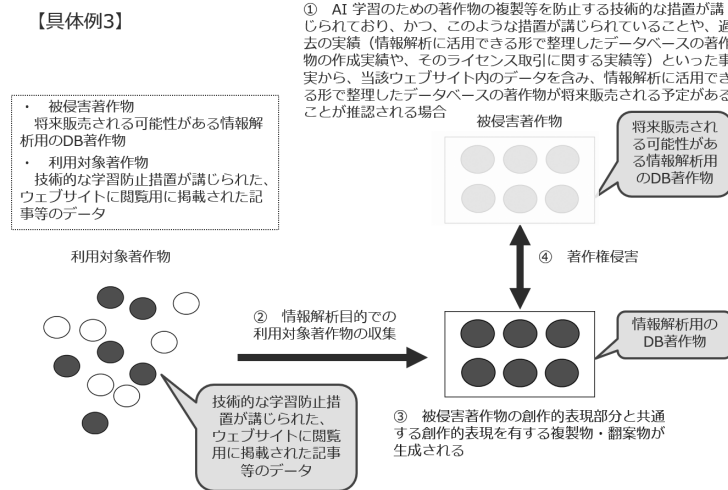 【具体例3】
① AI 学習のための著作物の複製等を防止する技術的な措置が講
じられており、かつ、このような措置が講じられていることや、過
去の実績（情報解析に活用できる形で整理したデータベースの著作
物の作成実績や、そのライセンス取引に関する実績等）といった事
実から、当該ウェブサイト内のデータを含み、情報解析に活用でき
る形で整理したデータベースの著作物が将来販売される予定がある
ことが推認される場合
・ 被侵害著作物
将来販売される可能性がある情報解
析用のDB著作物
・ 利用対象著作物
技術的な学習防止措置が講じられた、
ウェブサイトに閲覧用に掲載された記
事等のデータ
被侵害著作物
将来販売され
る可能性があ
る情報解析用
のDB著作物
利用対象著作物
④ 著作権侵害
② 情報解析目的での
利用対象著作物の収集
情報解析用の
DB著作物
技術的な学習防止措
置が講じられた、
ウェブサイトに閲覧
用に掲載された記事
等のデータ
③ 被侵害著作物の創作的表現部分と共通
する創作的表現を有する複製物・翻案物が
生成される